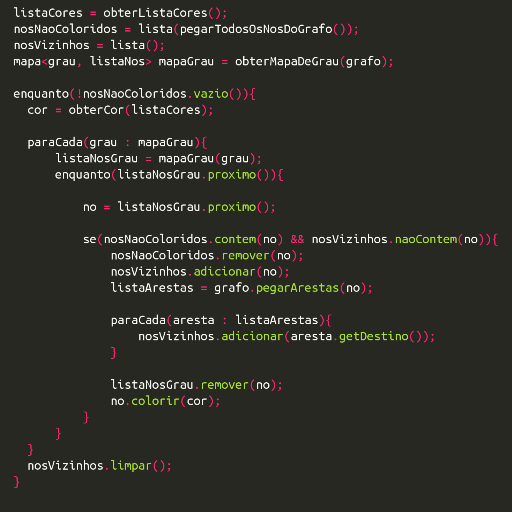 listaCores = obterListaCores();
nosNaoColoridos = lista(pegarTodosOsNosDoGrafo());
nosVizinhos = lista();
mapa<grau, listaNos> mapaGrau = obterMapaDeGrau(grafo);
enquanto(!nosNaoColoridos.vazio()){
cor = obterCor(listaCores);
paraCada(grau : mapaGrau){
listaNosGrau = mapaGrau(grau);
enquanto(listaNosGrau.proximo()){
no = listaNosGrau.proximo();
se(nosNaoColoridos.contem(no) && nosVizinhos.naoContem(no)){
nosNaoColoridos.remover(no);
nosVizinhos.adicionar(no);
listaArestas = grafo.pegarArestas(no);
paraCada(aresta : listaArestas){
nosVizinhos.adicionar(aresta.getDestino());
}
listaNosGrau.remover(no);
no.colorir(cor);
}
}
}
nosVizinhos.limpar();
}